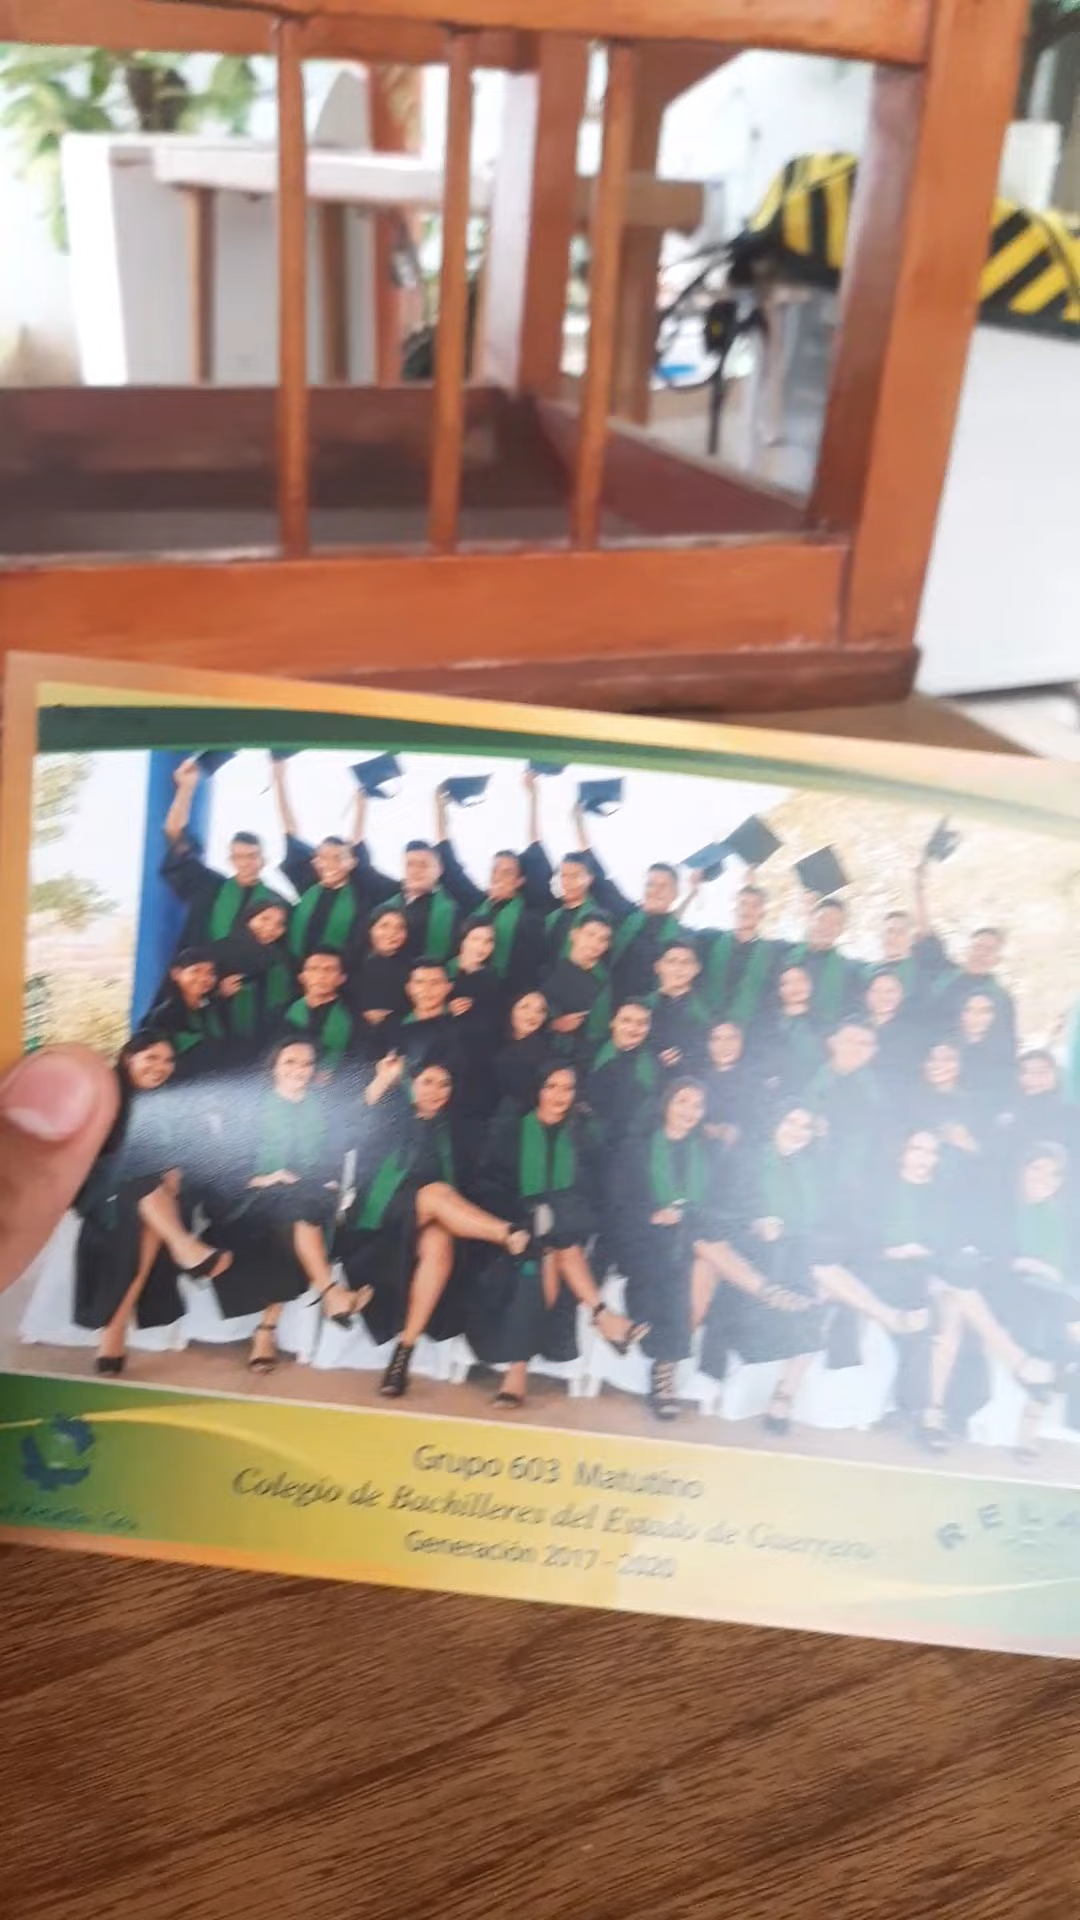 Grupo 603 Matutino
Colegio de Bachilleres del Estado de Guerrero
Generación 2017 - 2020